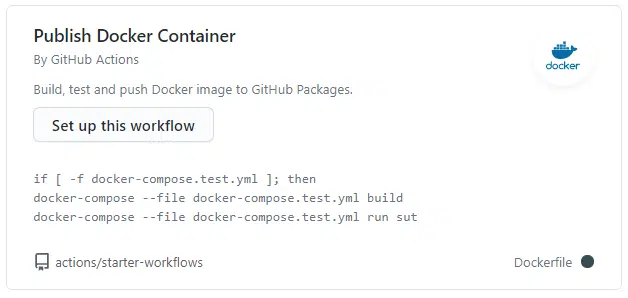 Publish Docker Container
By GitHub Actions
docker
Build, test and push Docker image to GitHub Packages.
Set up this workflow
if [ -f docker-compose.test.yml ]; then
docker-compose --file docker-compose.test.yml build
docker-compose --file docker-compose.test.yml run sut
actions/starter-workflows
Dockerfile